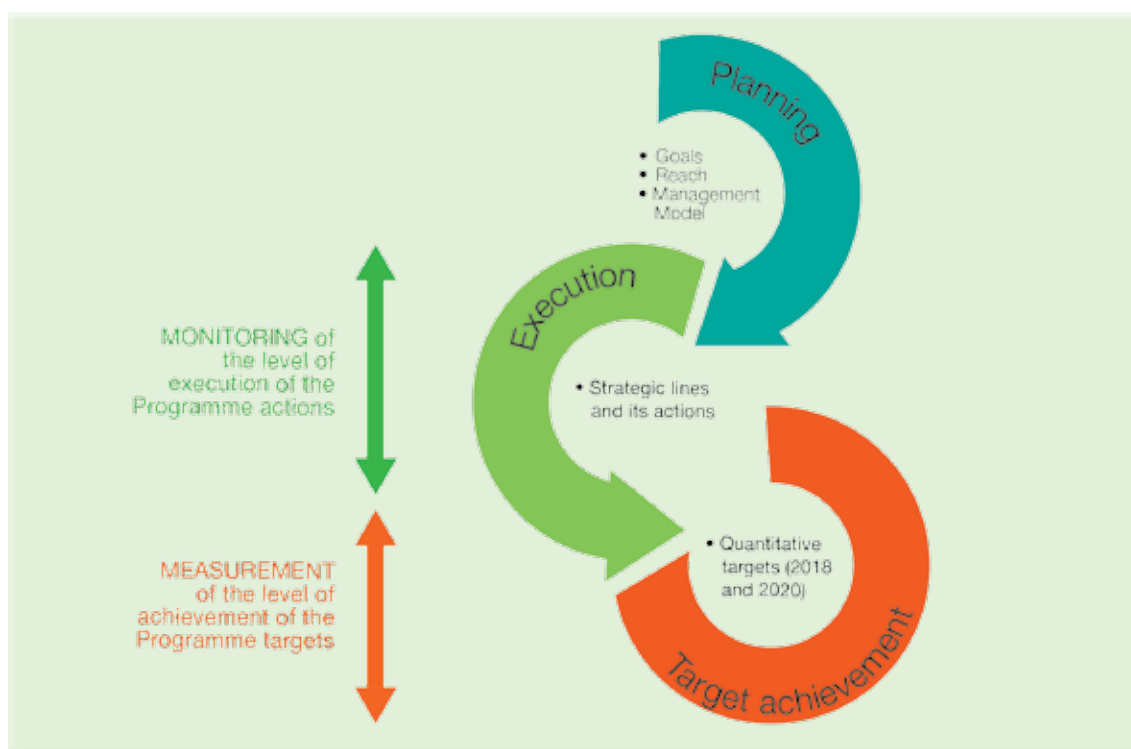 Planning
• Goals
• Reach
• Management
Model
Execution
MONITORING of
the level of
execution of the
Programme actions
• Strategic lines
and its actions
MEASUREMENT
of the level of
achievement of the
Programme targets
• Quantitative
targets (2018
and 2020)
Target achievement